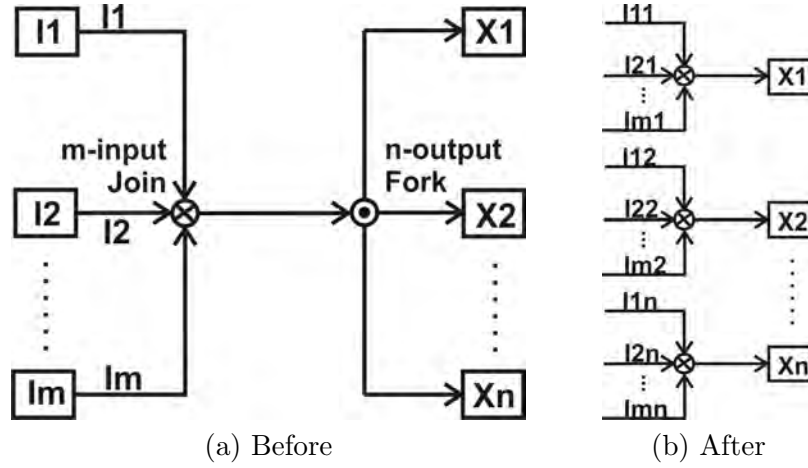 I1
I1
X1
m-input
Join
n-output
Fork
I2
I2
X2
Im
Im
Xn
(a) Before
I11
I21
Im1
X1
I12
I22
Im2
X2
I1n
I2n
Imn
Xn
(b) After